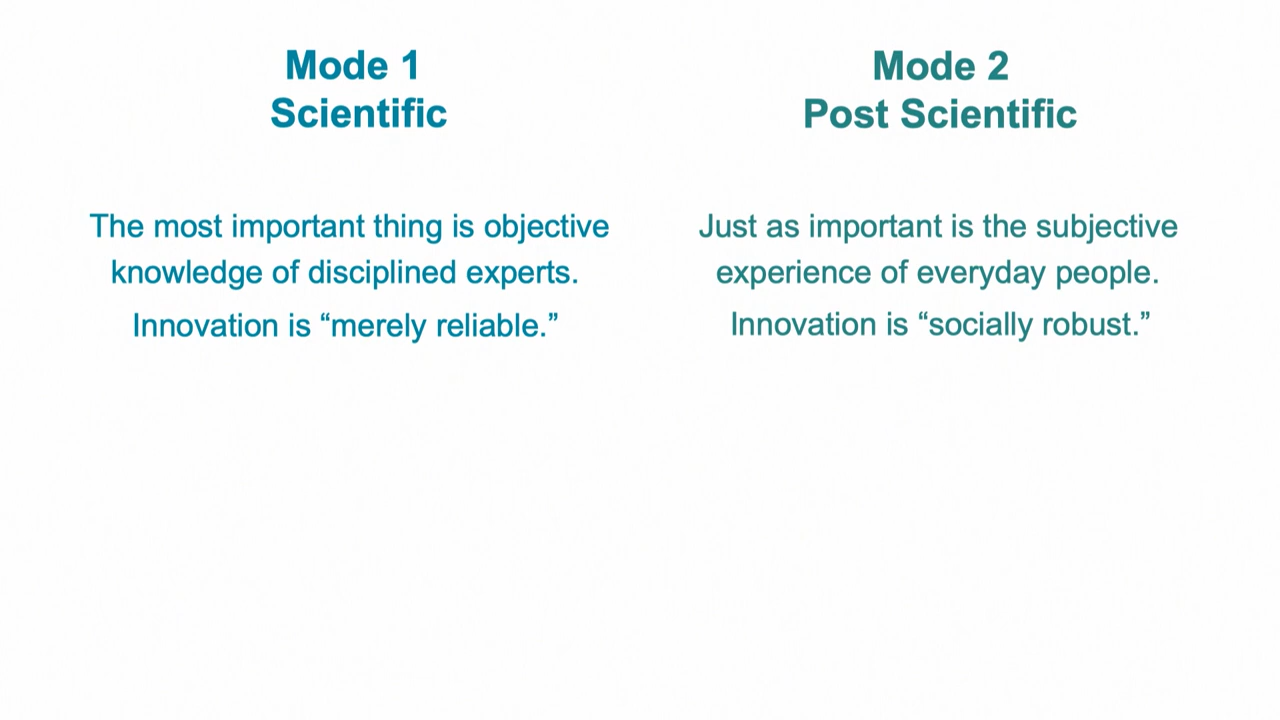 Mode 1
Scientific
The most important thing is objective
knowledge of disciplined experts.
Innovation is “merely reliable.”
Mode 2
Post Scientific
Just as important is the subjective
experience of everyday people.
Innovation is “socially robust.”